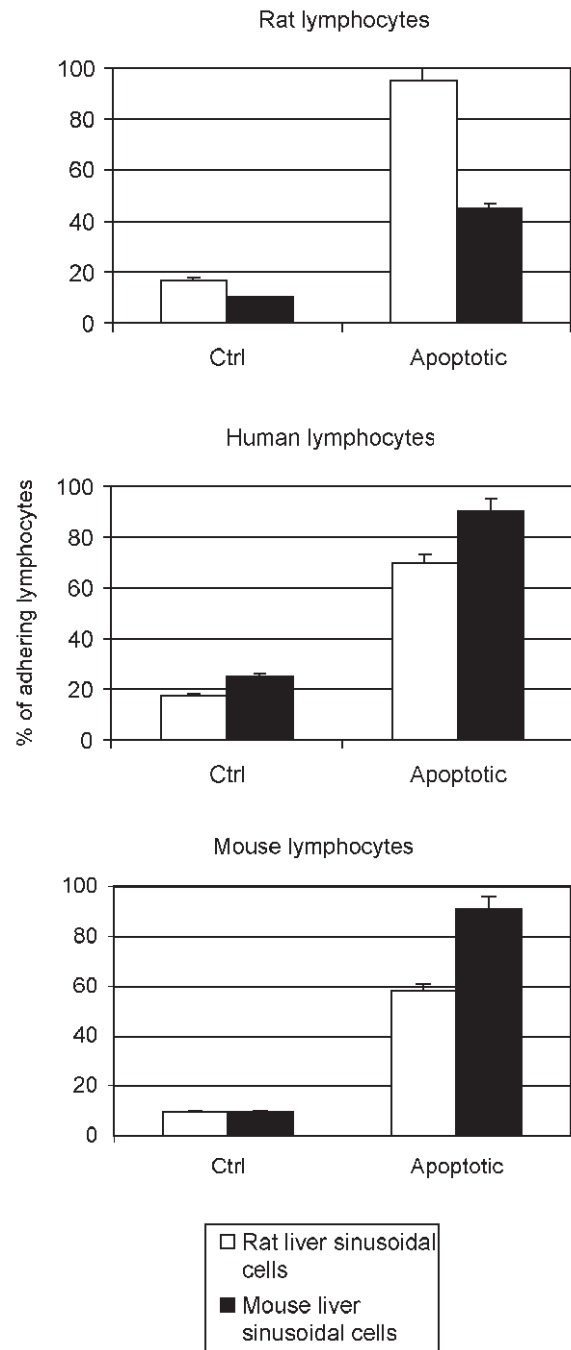 Rat lymphocytes
100
80
60
40
20
0
Ctrl Apoptotic
Human lymphocytes
% of adhering lymphocytes
100
80
60
40
20
0
Ctrl Apoptotic
Mouse lymphocytes
100
80
60
40
20
0
Ctrl Apoptotic
Rat liver sinusoidal
cells
Mouse liver
sinusoidal cells